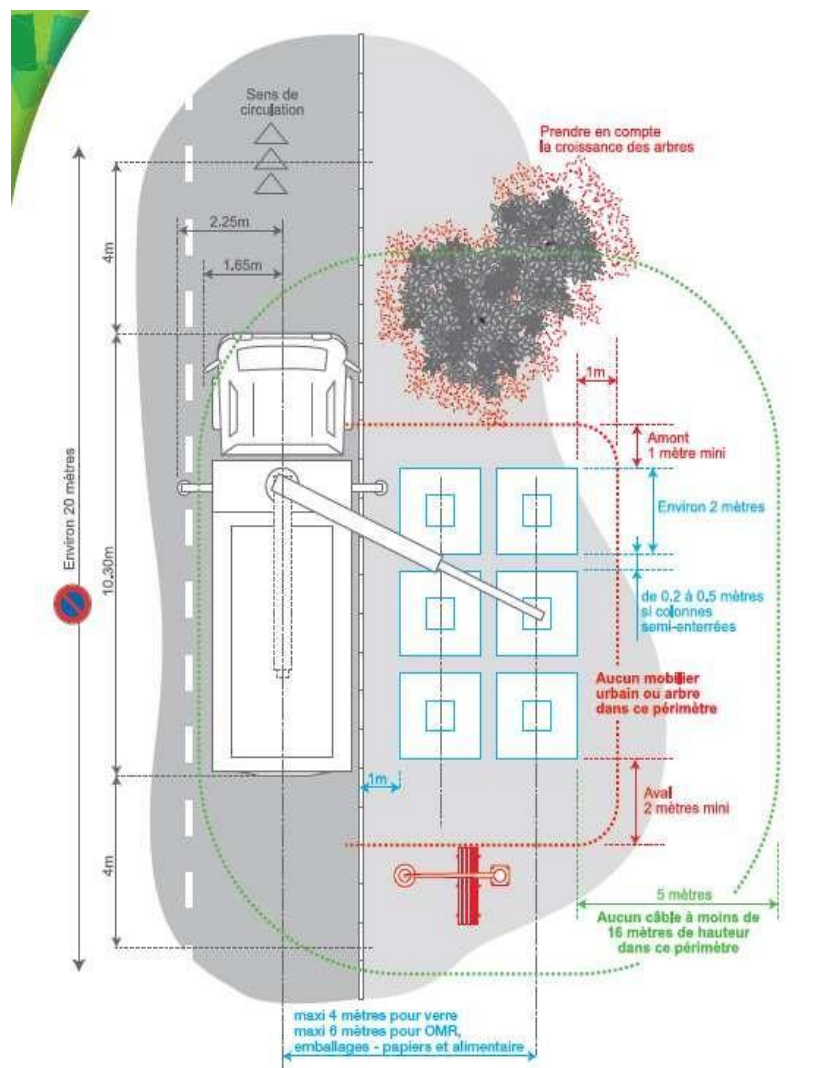 Sens de
circulation
Prendre en compte
la croissance des arbres
2.25m
4m
1.65m
1m
Amont
1 mètre mini
Environ 20 mètres
Environ 2 mètres
10.30m
de 0.2 à 0.5 mètres
si colonnes
semi-enterrées
Aucun mobilier
urbain ou arbre
dans ce périmètre
1m
Aval
2 mètres mini
4m
5 mètres
Aucun câble à moins de
16 mètres de hauteur
dans ce périmètre
maxi 4 mètres pour verre
maxi 6 mètres pour OMR,
emballages - papiers et alimentaire